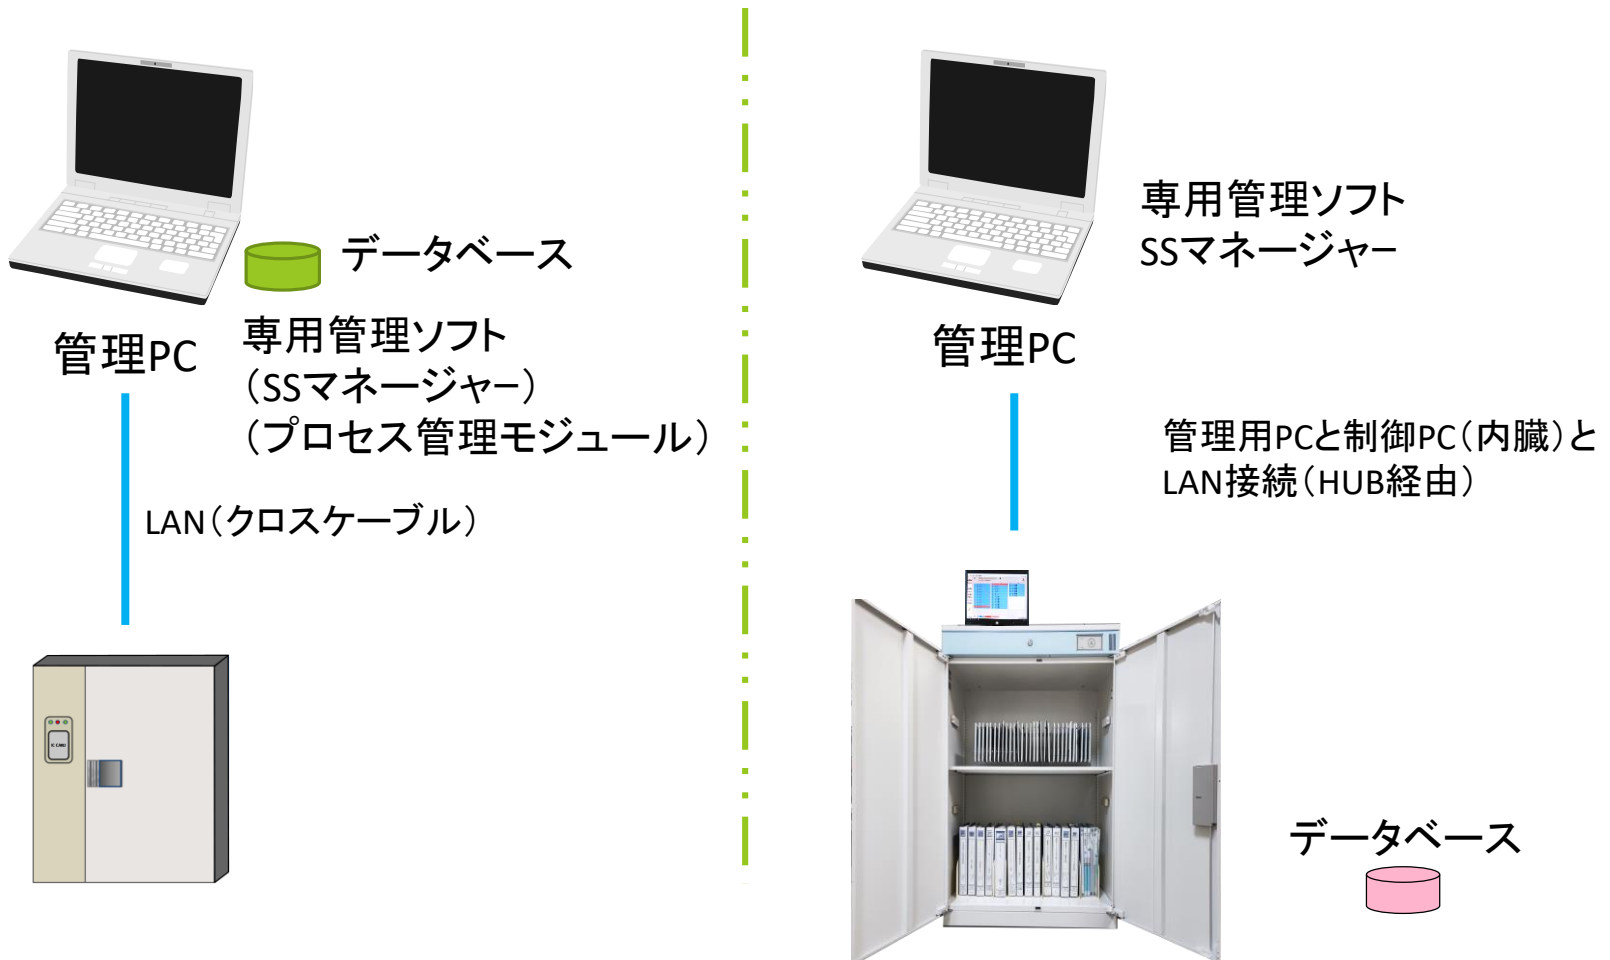 データベース
管理PC
専用管理ソフト
（SSマネージャー）
（プロセス管理モジュール）
LAN（クロスケーブル）
専用管理ソフト
SSマネージャー
管理PC
管理用PCと制御PC（内臓）と
LAN接続（HUB経由）
データベース